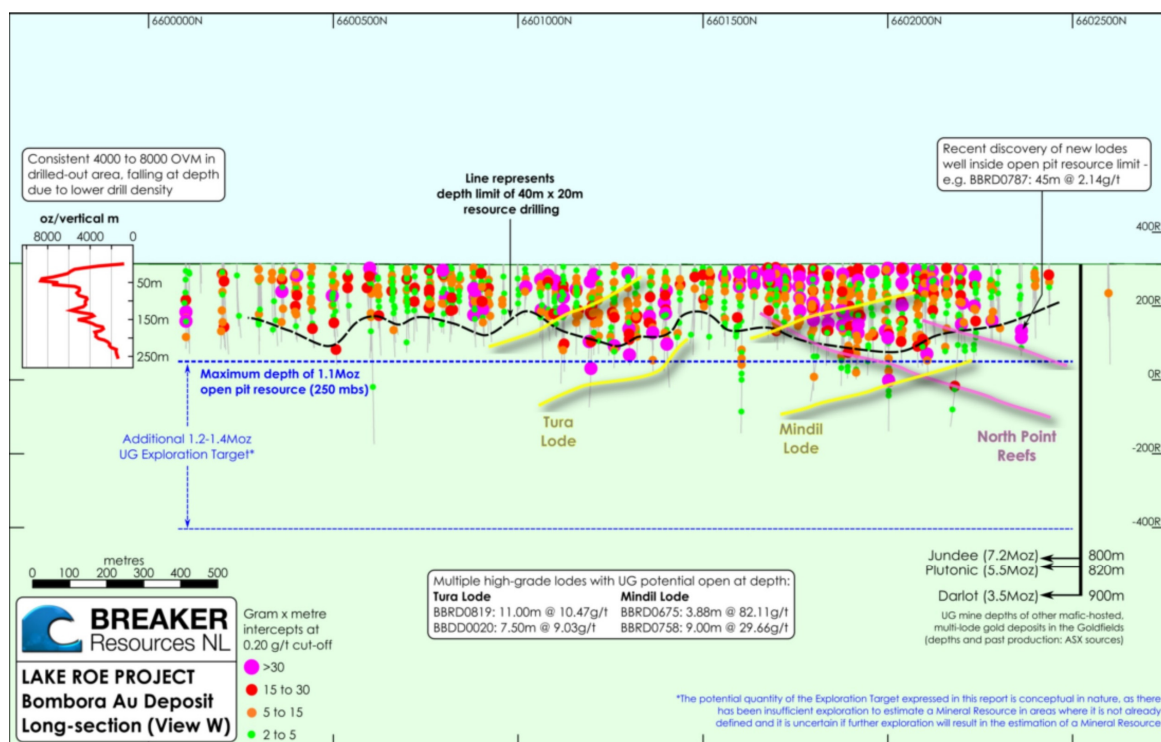 6600000N
6600500N
6601000N
6601500N
6602000N
6602500N
Consistent 4000 to 8000 OVM in
drilled-out area, falling at depth
due to lower drill density
Line represents
depth limit of 40m x 20m
resource drilling
Recent discovery of new lodes
well inside open pit resource limit -
e.g. BBRD0787: 45m @ 2.14g/t
oz/vertical m
8000 4000 0
50m
150m
250m
400R
200R
0R
-200R
-400R
Maximum depth of 1.1Moz
open pit resource (250 mbs)
Additional 1.2-1.4Moz
UG Exploration Target*
Tura
Lode
Mindil
Lode
North Point
Reefs
metres
0 100 200 300 400 500
Multiple high-grade lodes with UG potential open at depth:
Tura Lode Mindil Lode
BBRD0819: 11.00m @ 10.47g/t BBRD0675: 3.88m @ 82.11g/t
BBDD0020: 7.50m @ 9.03g/t BBRD0758: 9.00m @ 29.66g/t
Jundee (7.2Moz) 800m
Plutonic (5.5Moz) 820m
Darlot (3.5Moz) 900m
UG mine depths of other mafic-hosted,
multi-lode gold deposits in the Goldfields
(depths and past production: ASX sources)
BREAKER
Resources NL
LAKE ROE PROJECT
Bombora Au Deposit
Long-section (View W)
Gram x metre
intercepts at
0.20 g/t cut-off
>30
15 to 30
5 to 15
2 to 5
*The potential quantity of the Exploration Target expressed in this report is conceptual in nature, as there
has been insufficient exploration to estimate a Mineral Resource in areas where it is not already
defined and it is uncertain if further exploration will result in the estimation of a Mineral Resource